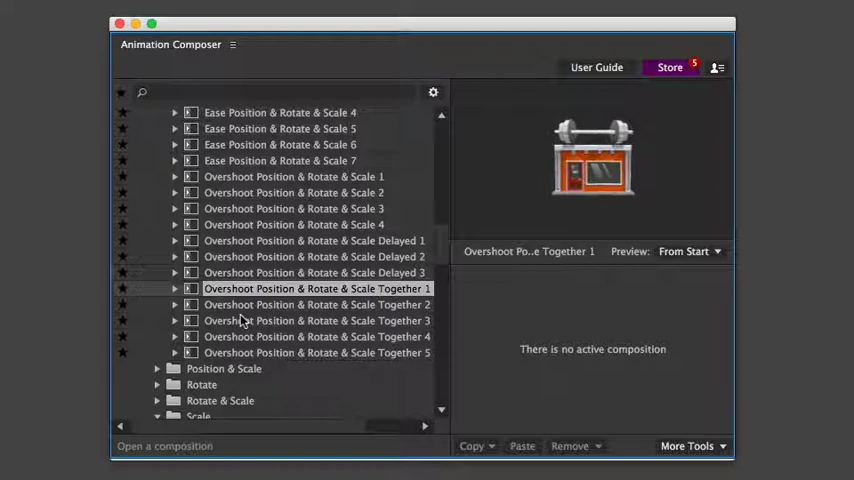 Animation Composer
User Guide
Store
5
Ease Position & Rotate & Scale 4
Ease Position & Rotate & Scale 5
Ease Position & Rotate & Scale 6
Ease Position & Rotate & Scale 7
Overshoot Position & Rotate & Scale 1
Overshoot Position & Rotate & Scale 2
Overshoot Position & Rotate & Scale 3
Overshoot Position & Rotate & Scale 4
Overshoot Position & Rotate & Scale Delayed 1
Overshoot Position & Rotate & Scale Delayed 2
Overshoot Position & Rotate & Scale Delayed 3
Overshoot Position & Rotate & Scale Together 1
Overshoot Position & Rotate & Scale Together 2
Overshoot Position & Rotate & Scale Together 3
Overshoot Position & Rotate & Scale Together 4
Overshoot Position & Rotate & Scale Together 5
Position & Scale
Rotate
Rotate & Scale
Scale
Open a composition
Overshoot Po..e Together 1
Preview: From Start
There is no active composition
Copy Paste Remove More Tools